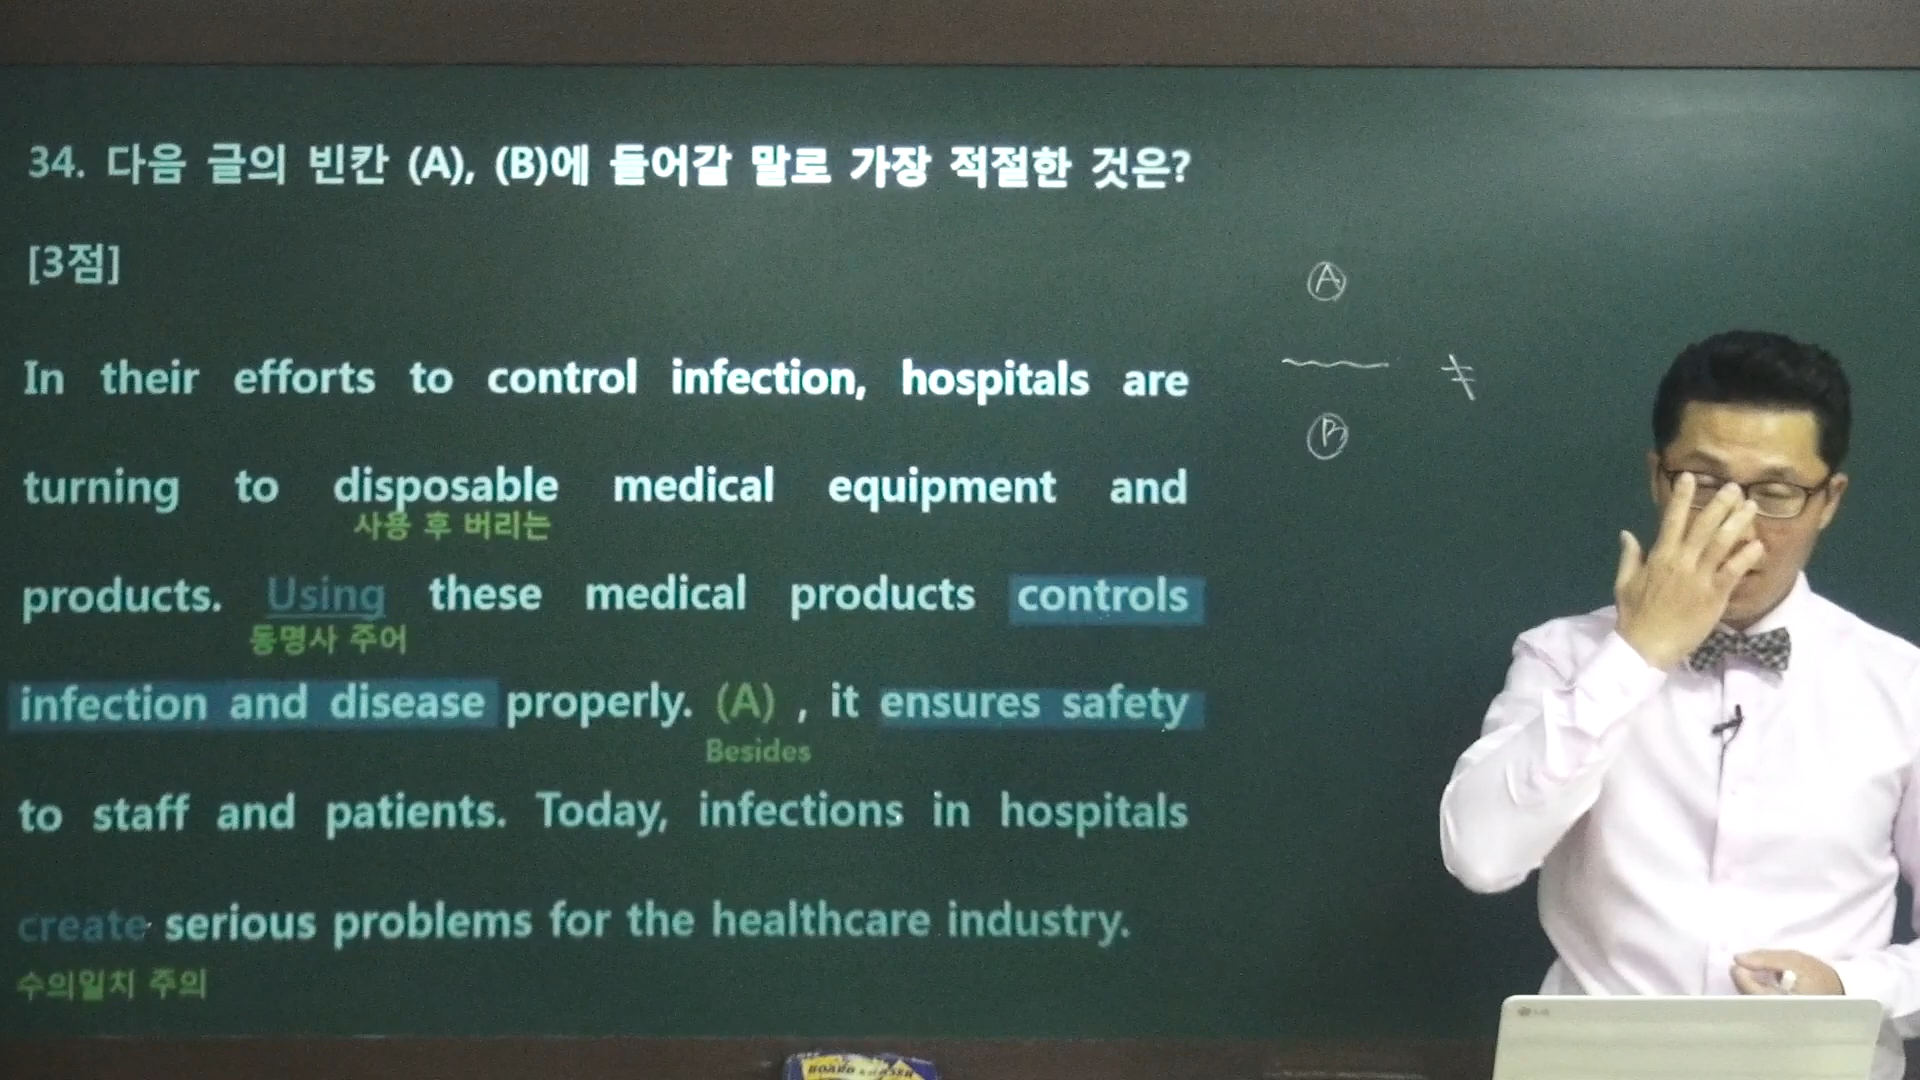 34. 다음 글의 빈칸 (A), (B)에 들어갈 말로 가장 적절한 것은?
[3점]
In their efforts to control infection, hospitals are
turning to disposable medical equipment and
사용 후 버리는
products. Using these medical products controls
동명사 주어
infection and disease properly. (A) , it ensures safety
Besides
to staff and patients. Today, infections in hospitals
create serious problems for the healthcare industry.
수의일치 주의
Ⓐ
≠
Ⓑ
BOARD ERASER
LG